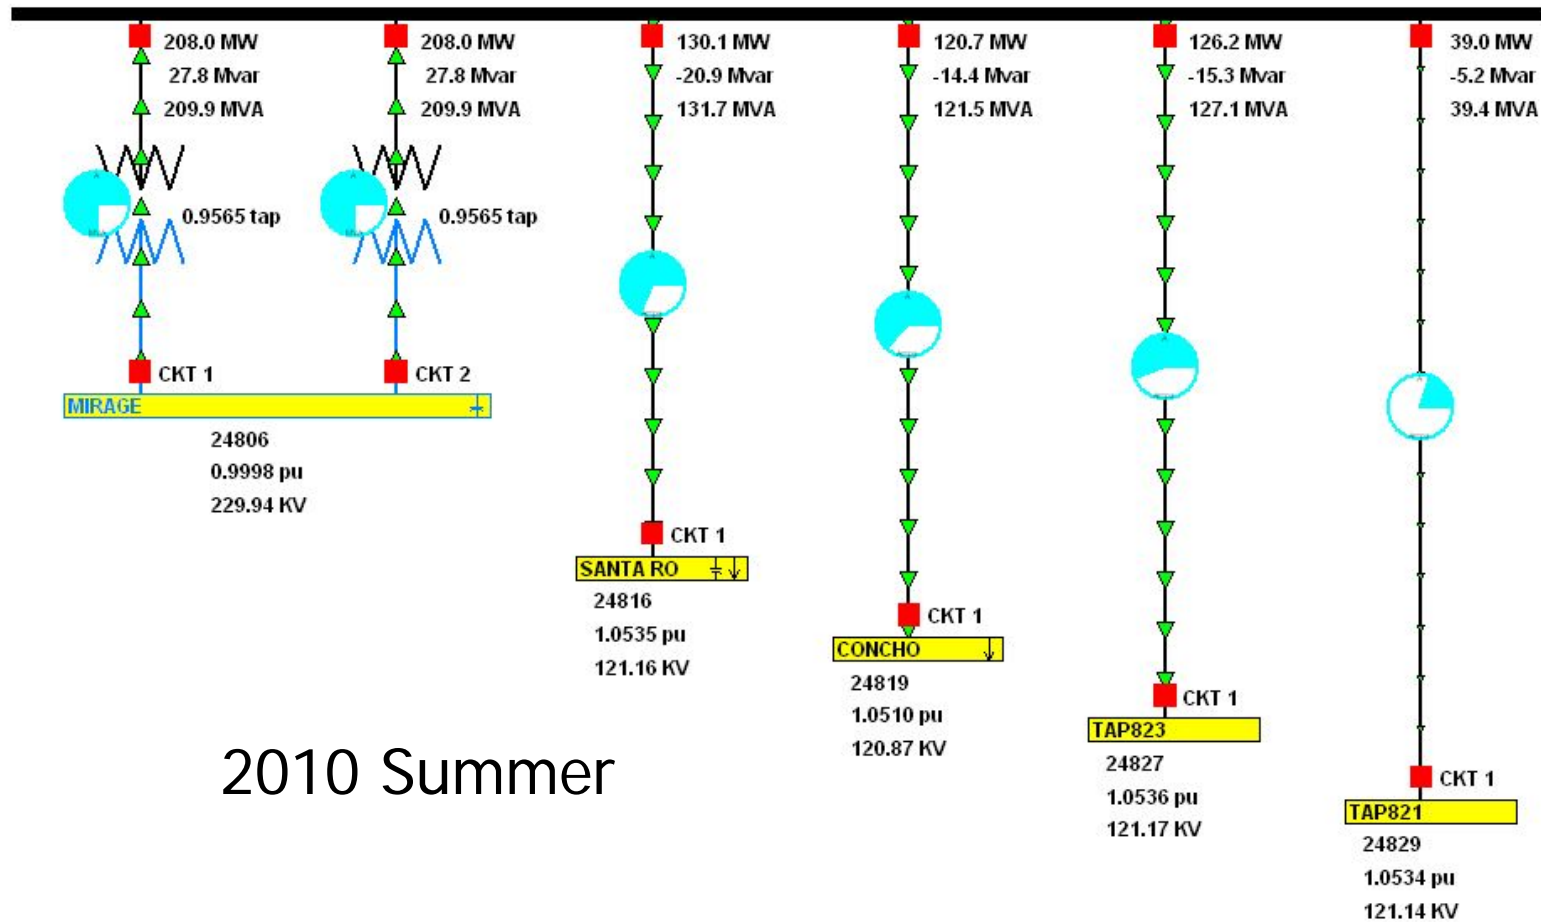 208.0 MW
27.8 Mvar
209.9 MVA
0.9565 tap
CKT 1
208.0 MW
27.8 Mvar
209.9 MVA
0.9565 tap
CKT 2
MIRAGE
24806
0.9998 pu
229.94 KV
130.1 MW
-20.9 Mvar
131.7 MVA
CKT 1
SANTA RO
24816
1.0535 pu
121.16 KV
120.7 MW
-14.4 Mvar
121.5 MVA
CKT 1
CONCHO
24819
1.0510 pu
120.87 KV
126.2 MW
-15.3 Mvar
127.1 MVA
CKT 1
TAP823
24827
1.0536 pu
121.17 KV
39.0 MW
-5.2 Mvar
39.4 MVA
CKT 1
TAP821
24829
1.0534 pu
121.14 KV
2010 Summer